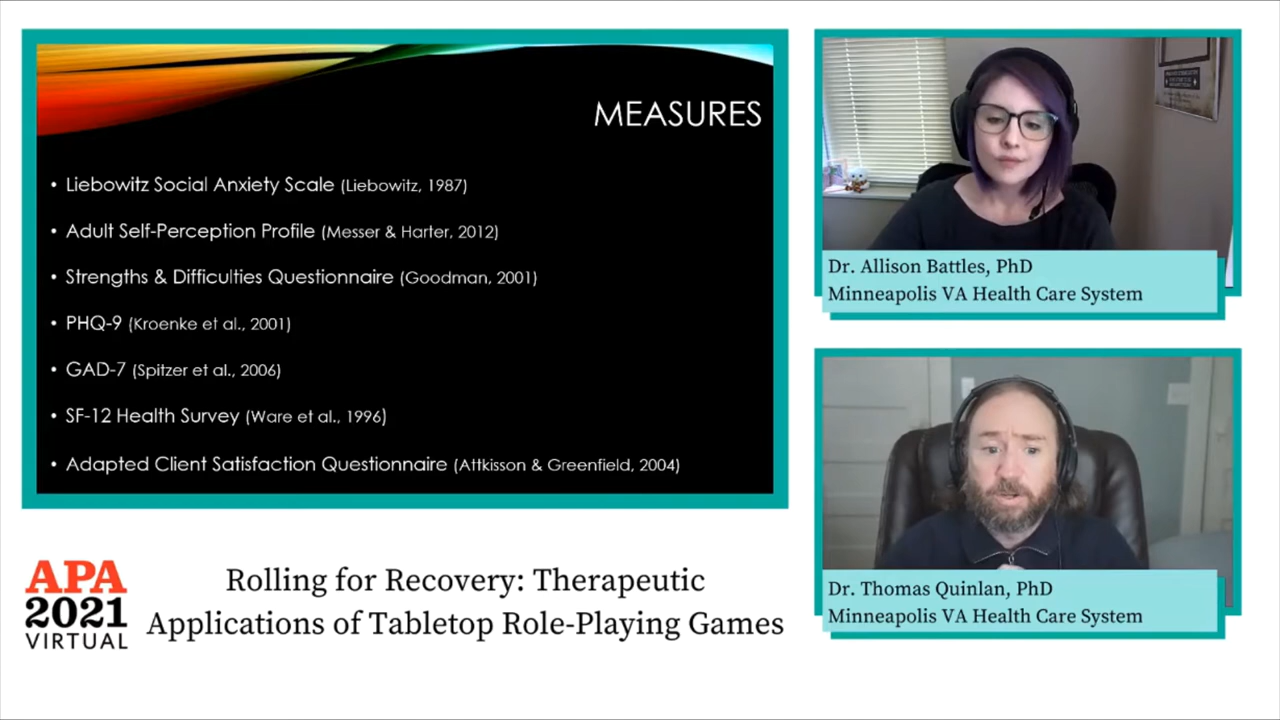 MEASURES
• Liebowitz Social Anxiety Scale (Liebowitz, 1987)
• Adult Self-Perception Profile (Messer & Harter, 2012)
• Strengths & Difficulties Questionnaire (Goodman, 2001)
• PHQ-9 (Kroenke et al., 2001)
• GAD-7 (Spitzer et al., 2006)
• SF-12 Health Survey (Ware et al., 1996)
• Adapted Client Satisfaction Questionnaire (Attkisson & Greenfield, 2004)
Dr. Allison Battles, PhD
Minneapolis VA Health Care System
Dr. Thomas Quinlan, PhD
Minneapolis VA Health Care System
APA
2021
VIRTUAL
Rolling for Recovery: Therapeutic
Applications of Tabletop Role-Playing Games